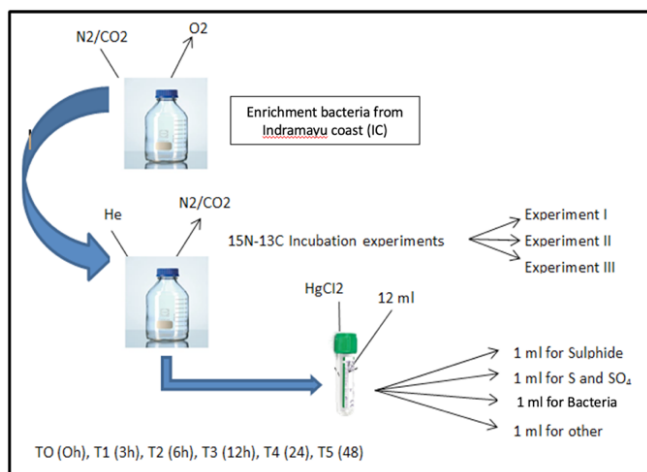 N2/CO2
O2
Enrichment bacteria from
Indramayu coast (IC)
He
N2/CO2
15N-13C Incubation experiments
Experiment I
Experiment II
Experiment III
HgCl2
12 ml
1 ml for Sulphide
1 ml for S and SO₄
1 ml for Bacteria
1 ml for other
TO (Oh), T1 (3h), T2 (6h), T3 (12h), T4 (24), T5 (48)